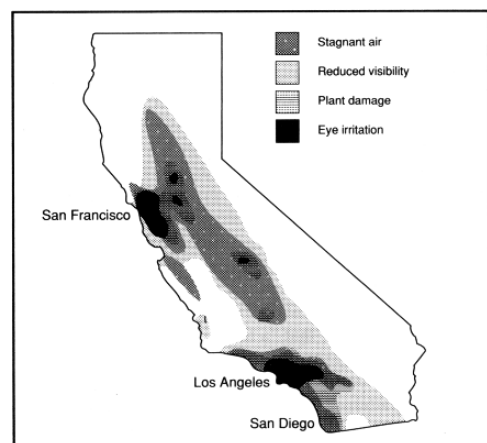 Stagnant air
Reduced visibility
Plant damage
Eye irritation
San Francisco
Los Angeles
San Diego